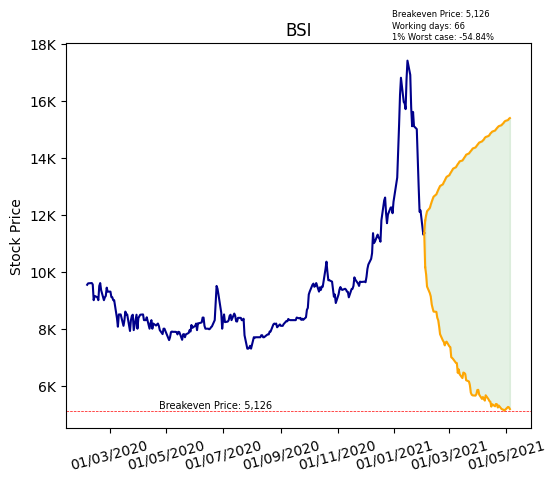 Breakeven Price: 5,126
Working days: 66
1% Worst case: -54.84%
BSI
18K
16K
14K
12K
10K
8K
6K
Stock Price
Breakeven Price: 5,126
01/03/2020
01/05/2020
01/07/2020
01/09/2020
01/11/2020
01/01/2021
01/03/2021
01/05/2021